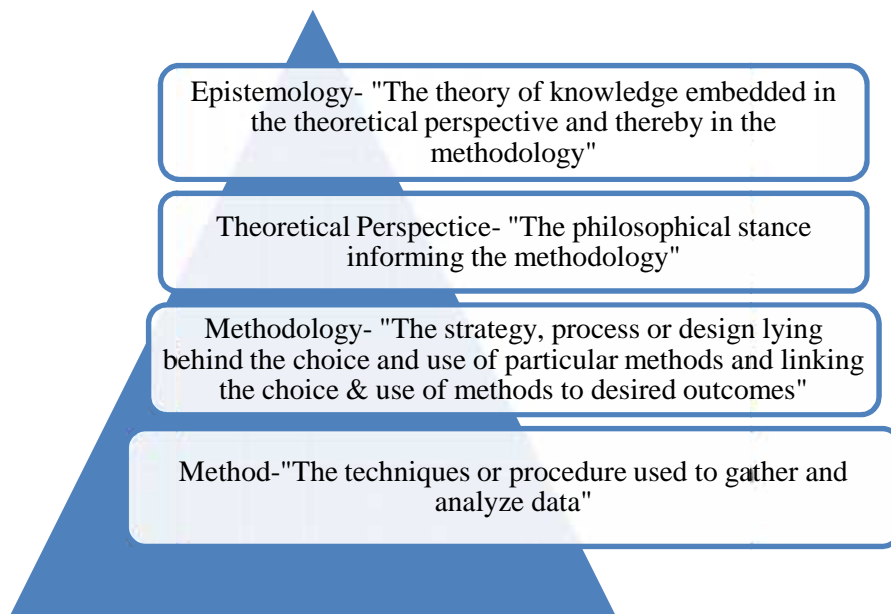 Epistemology- "The theory of knowledge embedded in
the theoretical perspective and thereby in the
methodology"
Theoretical Perspectice- "The philosophical stance
informing the methodology"
Methodology- "The strategy, process or design lying
behind the choice and use of particular methods and linking
the choice & use of methods to desired outcomes"
Method-"The techniques or procedure used to gather and
analyze data"